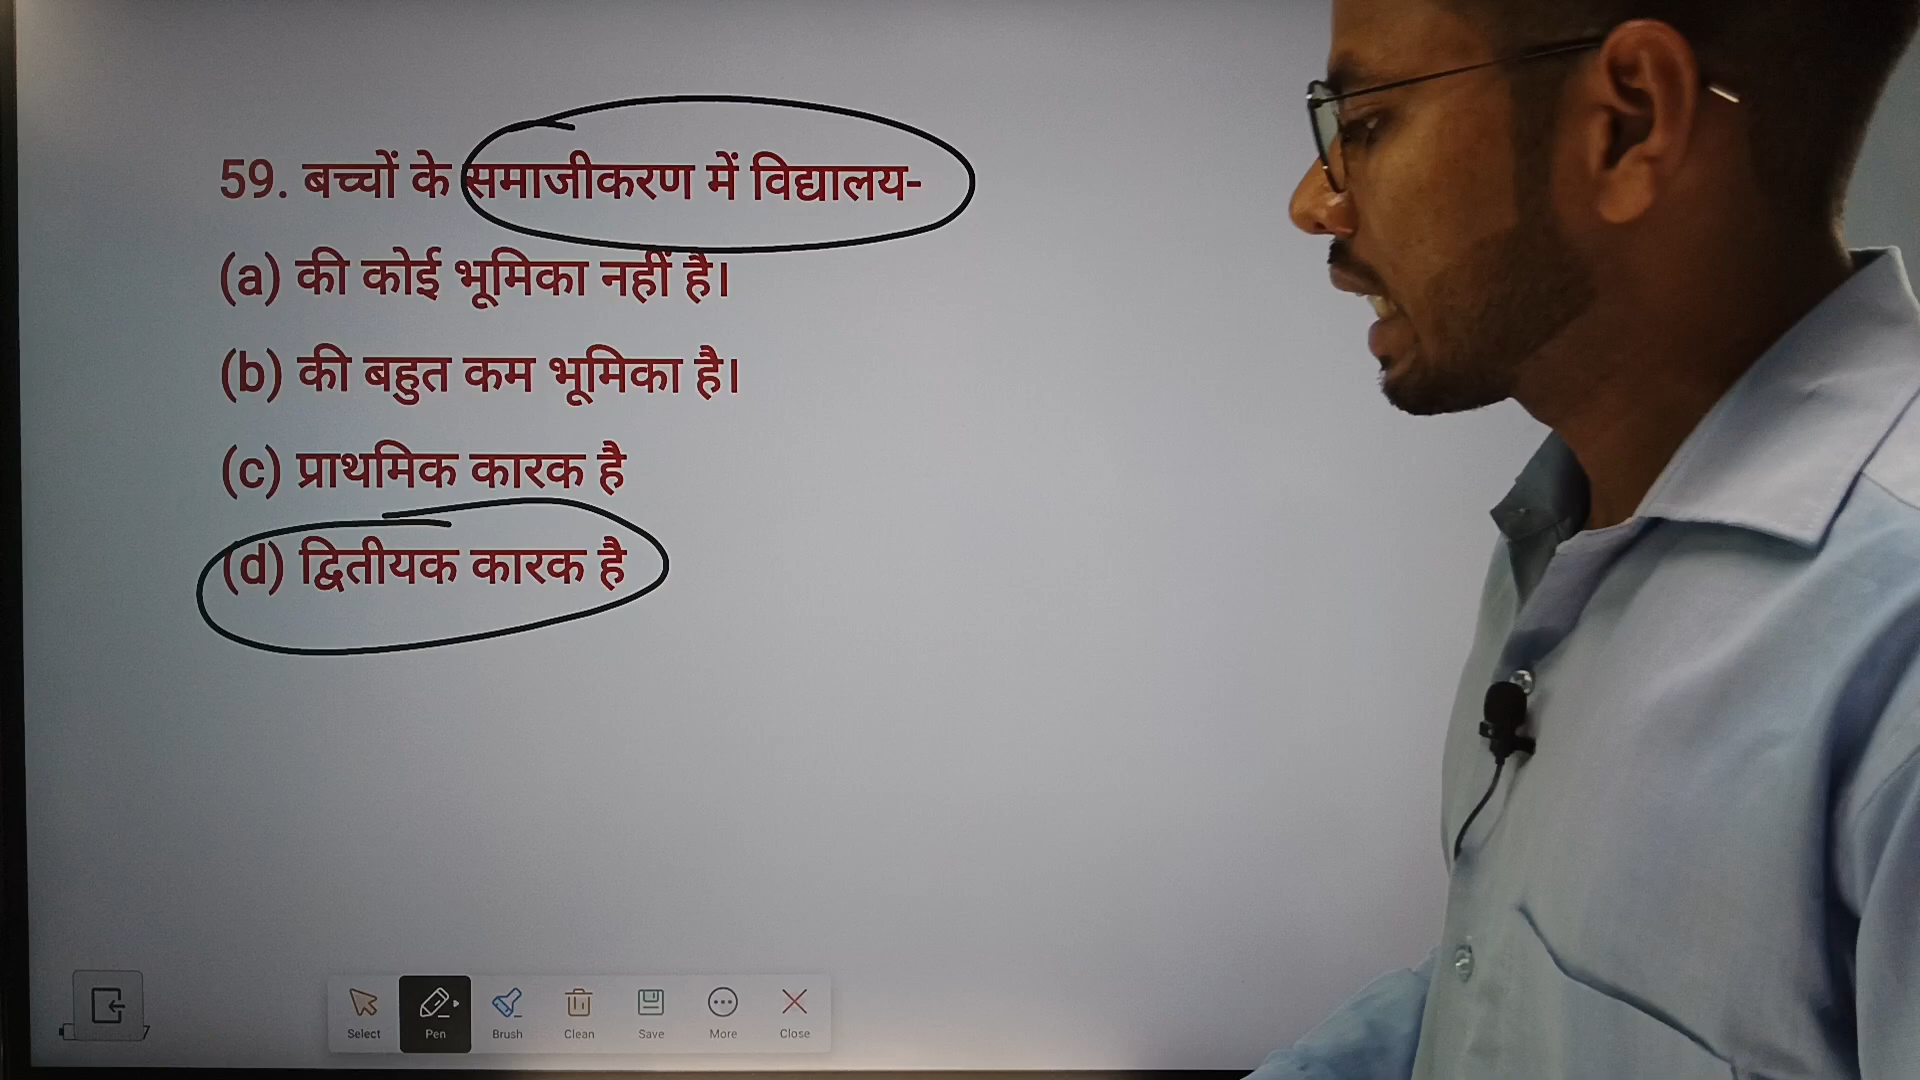 59. बच्चों के समाजीकरण में विद्यालय-
(a) की कोई भूमिका नहीं है।
(b) की बहुत कम भूमिका है।
(c) प्राथमिक कारक है
(d) द्वितीयक कारक है
Select Pen Brush Clean Save More Close